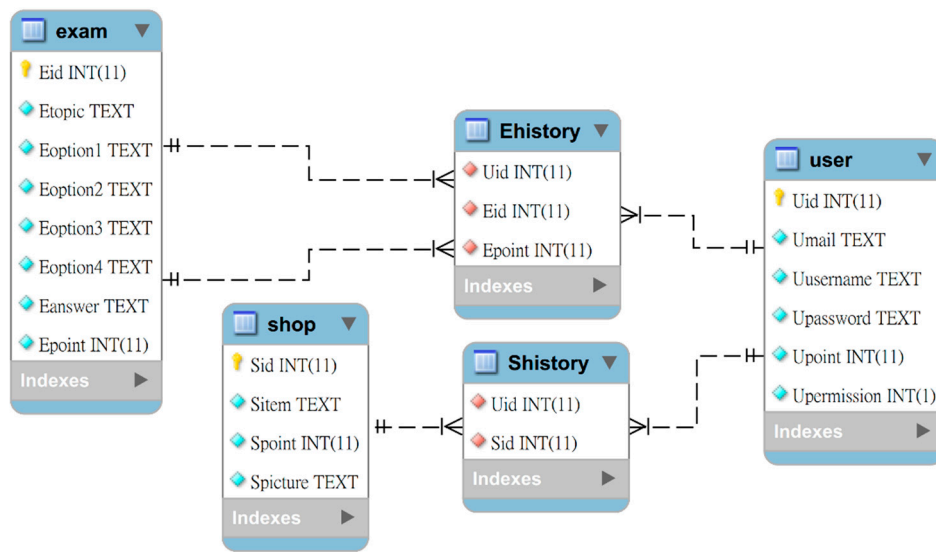 exam
Eid INT(11)
Etopic TEXT
Eoption1 TEXT
Eoption2 TEXT
Eoption3 TEXT
Eoption4 TEXT
Eanswer TEXT
Epoint INT(11)
Indexes
Ehistory
Uid INT(11)
Eid INT(11)
Epoint INT(11)
Indexes
user
Uid INT(11)
Umail TEXT
Uusername TEXT
Upassword TEXT
Upoint INT(11)
Upermission INT(1)
Indexes
shop
Sid INT(11)
Sitem TEXT
Spoint INT(11)
Spicture TEXT
Indexes
Shistory
Uid INT(11)
Sid INT(11)
Indexes